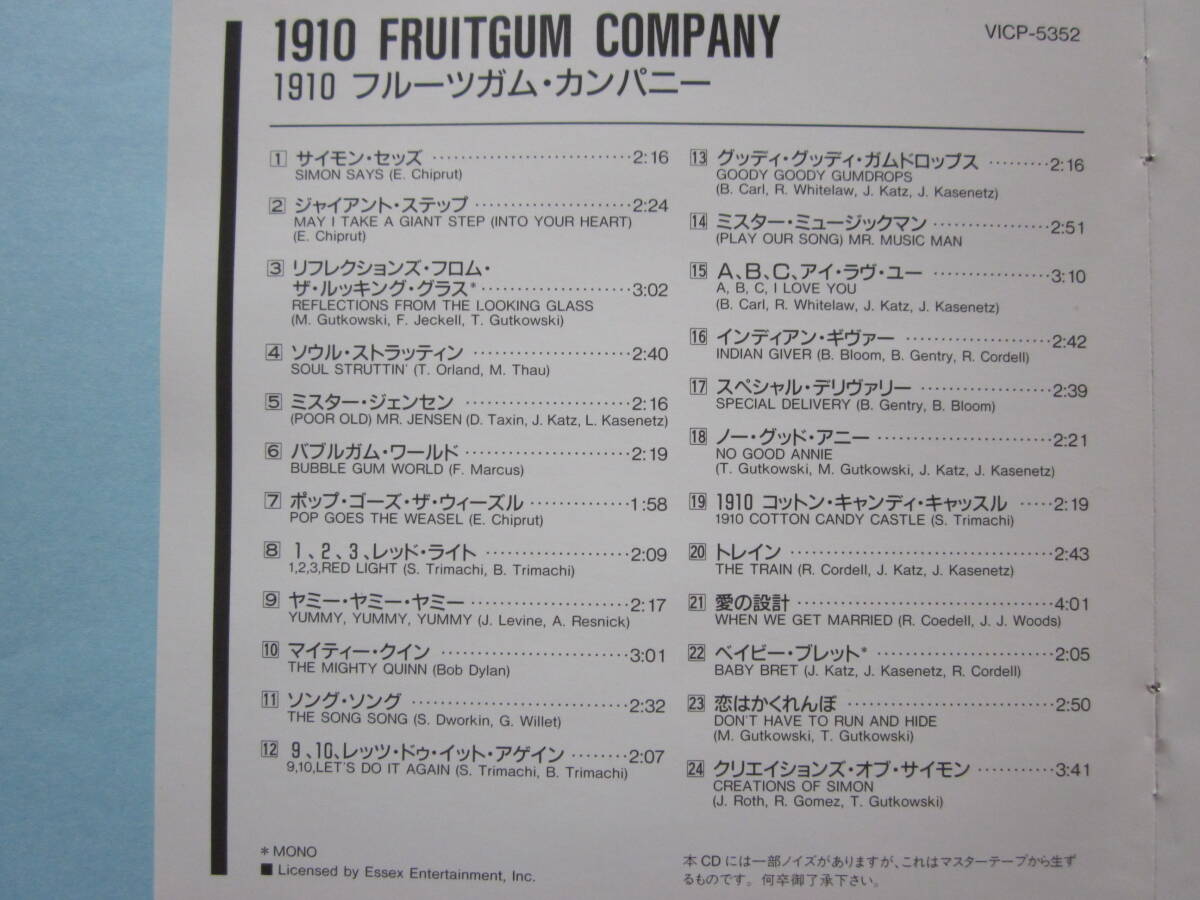 1910 FRUITGUM COMPANY
VICP-5352
1910 フルーツガム・カンパニー
1 サイモン・セッズ ……………………… 2:16
SIMON SAYS (E. Chiprut)
2 ジャイアント・ステップ ………………… 2:24
MAY I TAKE A GIANT STEP (INTO YOUR HEART)
(E. Chiprut)
3 リフレクションズ・フロム・
ザ・ルッキング・グラス* ………………… 3:02
REFLECTIONS FROM THE LOOKING GLASS
(M. Gutkowski, F. Jeckell, T. Gutkowski)
4 ソウル・ストラッティン ………………… 2:40
SOUL STRUTTIN' (T. Orland, M. Thau)
5 ミスター・ジェンセン …………………… 2:16
(POOR OLD) MR. JENSEN (D. Taxin, J. Katz, L. Kasenetz)
6 バブルガム・ワールド …………………… 2:19
BUBBLE GUM WORLD (F. Marcus)
7 ポップ・ゴーズ・ザ・ウィーズル ………… 1:58
POP GOES THE WEASEL (E. Chiprut)
8 1、2、3、レッド・ライト ………………… 2:09
1,2,3,RED LIGHT (S. Trimachi, B. Trimachi)
9 ヤミー・ヤミー・ヤミー ………………… 2:17
YUMMY, YUMMY, YUMMY (J. Levine, A. Resnick)
10 マイティー・クイン ……………………… 3:01
THE MIGHTY QUINN (Bob Dylan)
11 ソング・ソング ………………………… 2:32
THE SONG SONG (S. Dworkin, G. Willet)
12 9、10、レッツ・ドゥ・イット・アゲイン ……… 2:07
9,10,LET'S DO IT AGAIN (S. Trimachi, B. Trimachi)
13 グッディ・グッディ・ガムドロップス ……… 2:16
GOODY GOODY GUMDROPS
(B. Carl, R. Whitelaw, J. Katz, J. Kasenetz)
14 ミスター・ミュージックマン ……………… 2:51
(PLAY OUR SONG) MR. MUSIC MAN
15 A、B、C、アイ・ラヴ・ユー ……………… 3:10
A, B, C, I LOVE YOU
(B. Carl, R. Whitelaw, J. Katz, J. Kasenetz)
16 インディアン・ギヴァー ………………… 2:42
INDIAN GIVER (B. Bloom, B. Gentry, R. Cordell)
17 スペシャル・デリヴァリー ……………… 2:39
SPECIAL DELIVERY (B. Gentry, B. Bloom)
18 ノー・グッド・アニー …………………… 2:21
NO GOOD ANNIE
(T. Gutkowski, M. Gutkowski, J. Katz, J. Kasenetz)
19 1910 コットン・キャンディ・キャッスル …… 2:19
1910 COTTON CANDY CASTLE (S. Trimachi)
20 トレイン ………………………………… 2:43
THE TRAIN (R. Cordell, J. Katz, J. Kasenetz)
21 愛の設計 ……………………………… 4:01
WHEN WE GET MARRIED (R. Coedell, J. J. Woods)
22 ベイビー・ブレット* ……………………… 2:05
BABY BRET (J. Katz, J. Kasenetz, R. Cordell)
23 恋はかくれんぼ ………………………… 2:50
DON'T HAVE TO RUN AND HIDE
(M. Gutkowski, T. Gutkowski)
24 クリエイションズ・オブ・サイモン ………… 3:41
CREATIONS OF SIMON
(J. Roth, R. Gomez, T. Gutkowski)
* MONO
■ Licensed by Essex Entertainment, Inc.
本CDには一部ノイズがありますが、これはマスターテープから生ず
るものです。何卒御了承下さい。